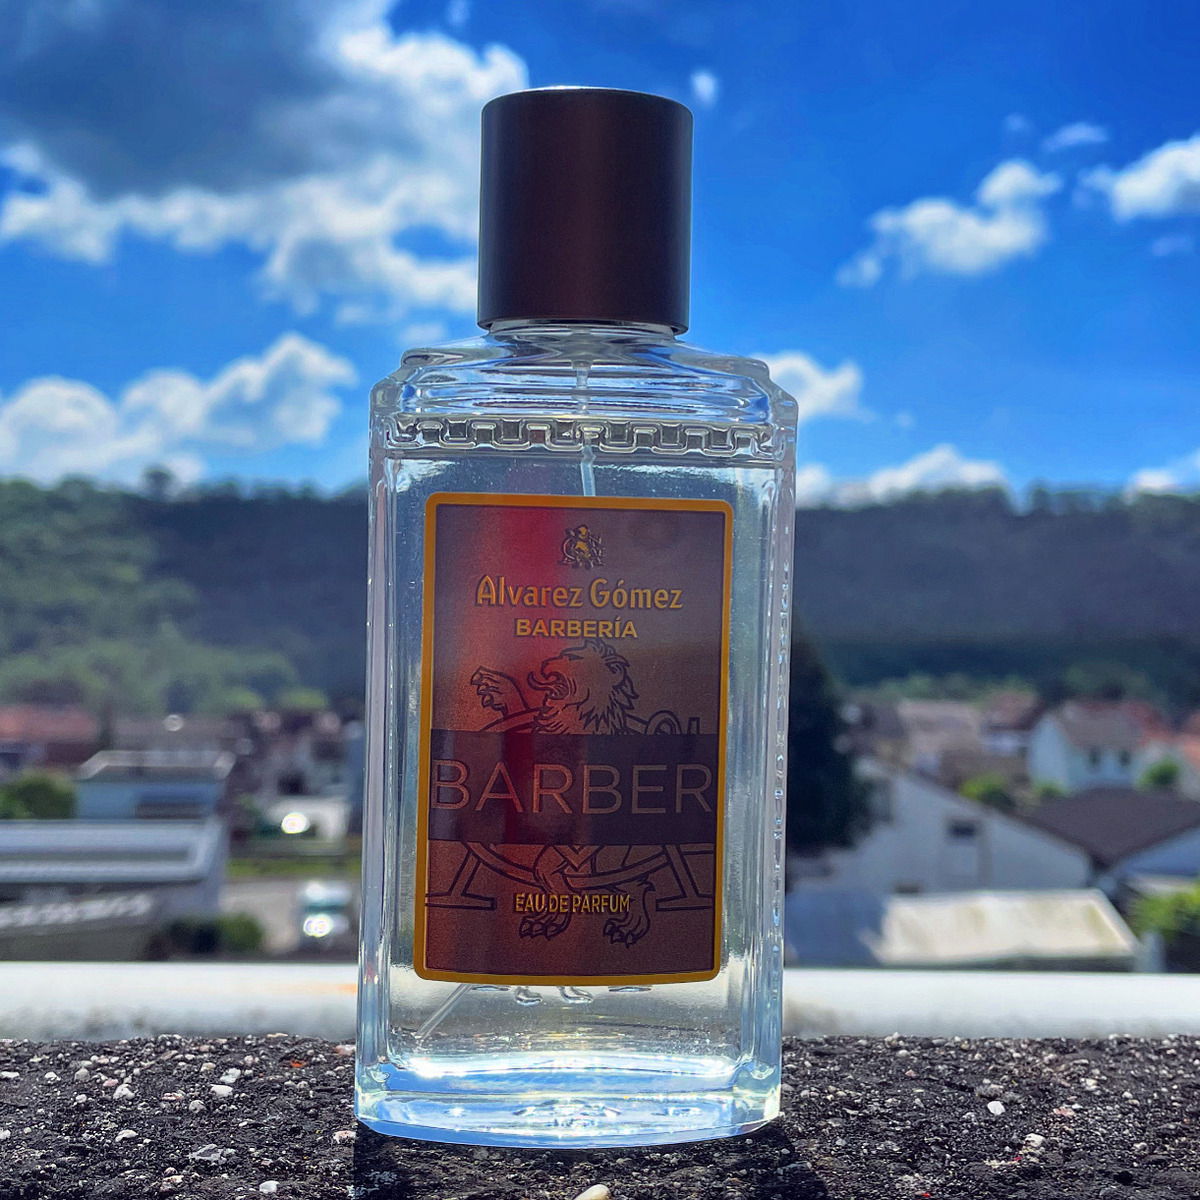 Alvarez Gómez
BARBERÍA
BARBER
EAU DE PARFUM